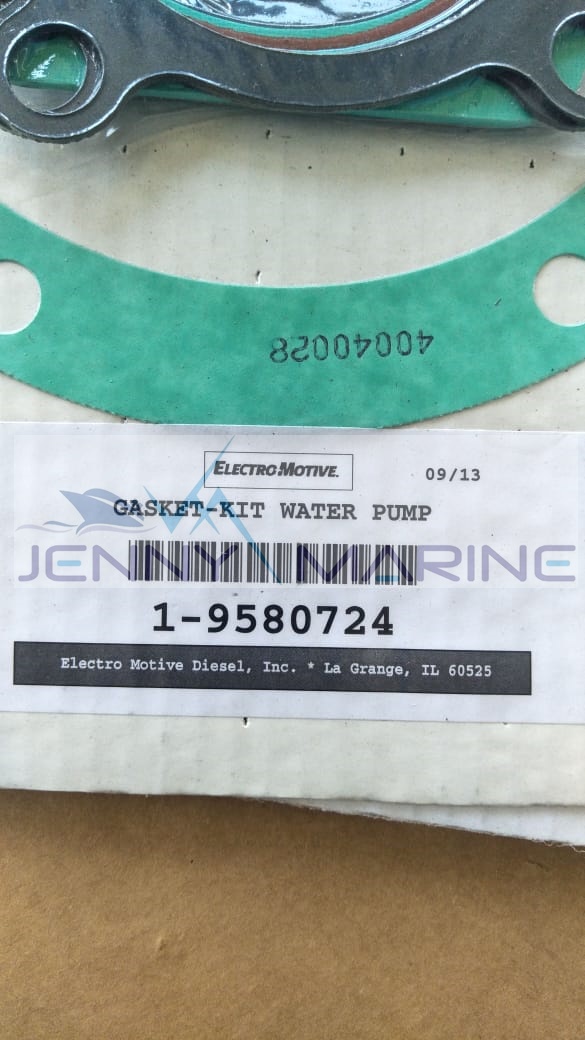 40040028
ELECTRO-MOTIVE.
09/13
GASKET-KIT WATER PUMP
JENNY MARINE
1-9580724
Electro Motive Diesel, Inc. * La Grange, IL 60525